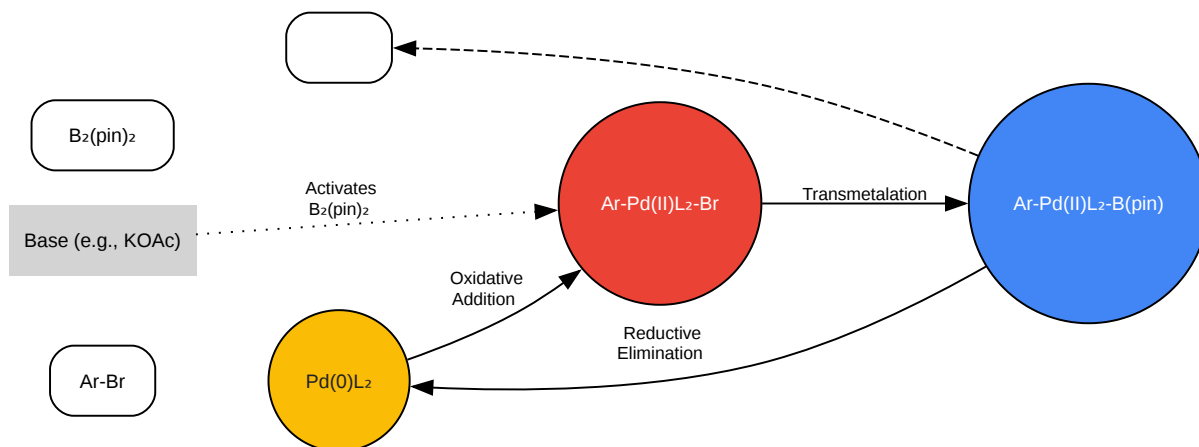 B₂(pin)₂
Activates
B₂(pin)₂
Ar-Pd(II)L₂-Br
Transmetalation
Ar-Pd(II)L₂-B(pin)
Base (e.g., KOAc)
Oxidative
Addition
Reductive
Elimination
Ar-Br
Pd(0)L₂